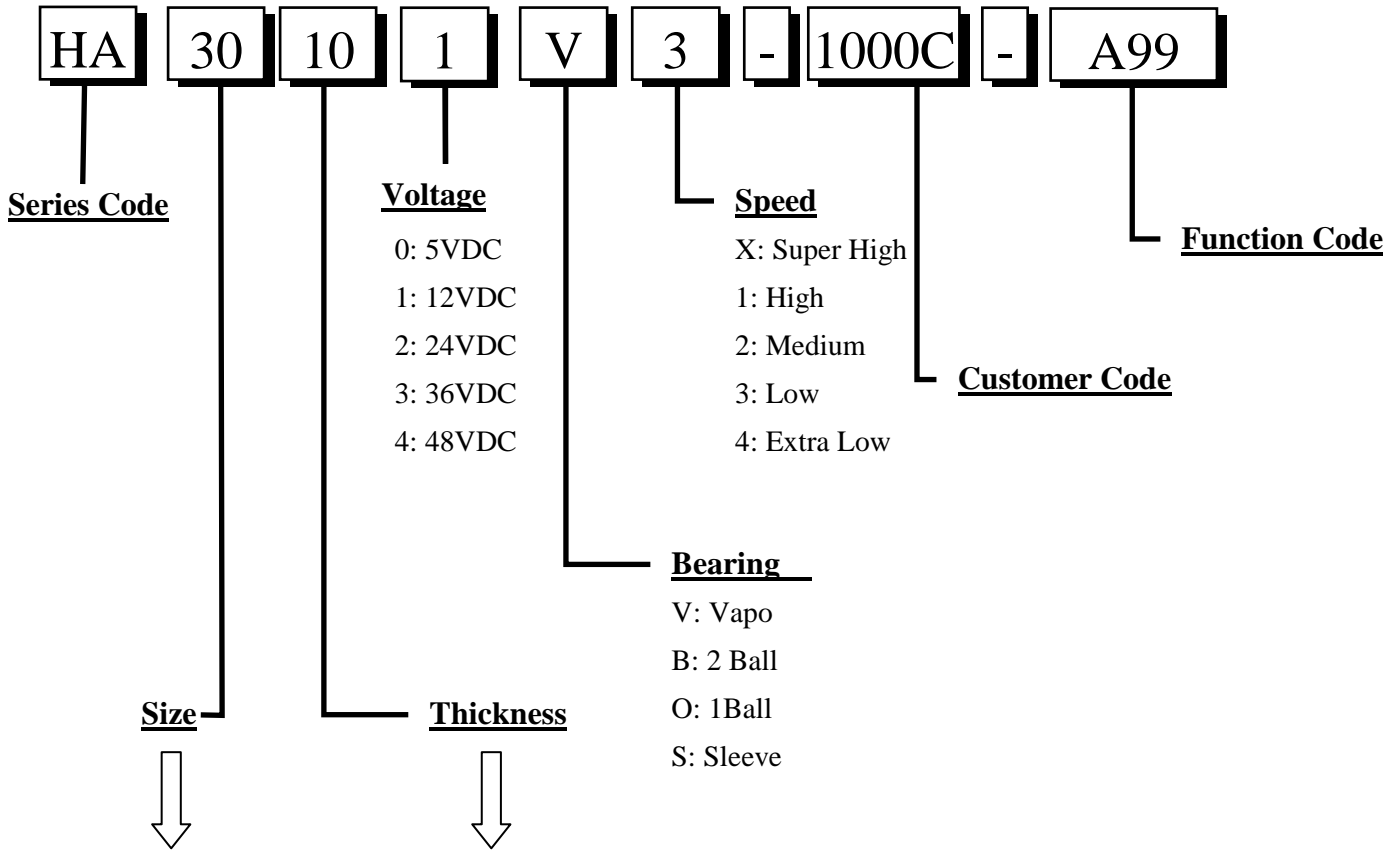 HA 30 10 1 V 3 - 1000C - A99
Series Code
Voltage
0: 5VDC
1: 12VDC
2: 24VDC
3: 36VDC
4: 48VDC
Speed
X: Super High
1: High
2: Medium
3: Low
4: Extra Low
Function Code
Customer Code
Bearing
V: Vapo
B: 2 Ball
O: 1Ball
S: Sleeve
Size
Thickness